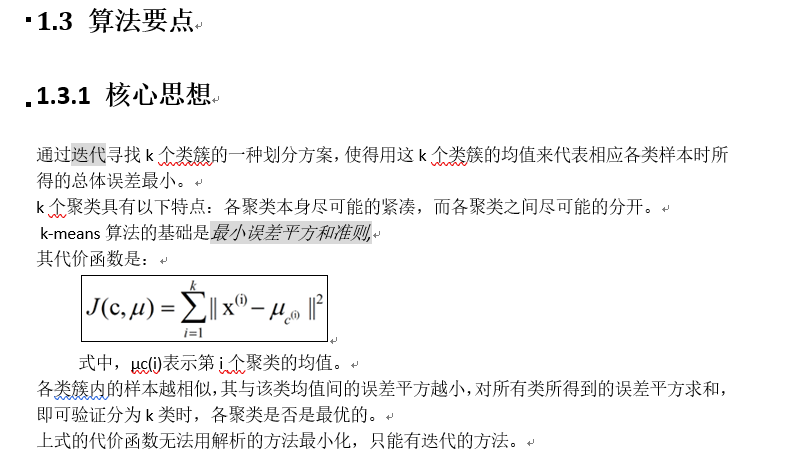 1.3 算法要点
1.3.1 核心思想
通过迭代寻找 k 个类簇的一种划分方案，使得用这 k 个类簇的均值来代表相应各类样本时所
得的总体误差最小。
k 个聚类具有以下特点：各聚类本身尽可能的紧凑，而各聚类之间尽可能的分开。
k-means 算法的基础是最小误差平方和准则,
其代价函数是：
J(c, μ) = ∑_{i=1}^{k} || x^{(i)} − μ_{c^{(i)}} ||^2
式中，μc(i)表示第 i 个聚类的均值。
各类簇内的样本越相似，其与该类均值间的误差平方越小，对所有类所得到的误差平方求和，
即可验证分为 k 类时，各聚类是否是最优的。
上式的代价函数无法用解析的方法最小化，只能有迭代的方法。